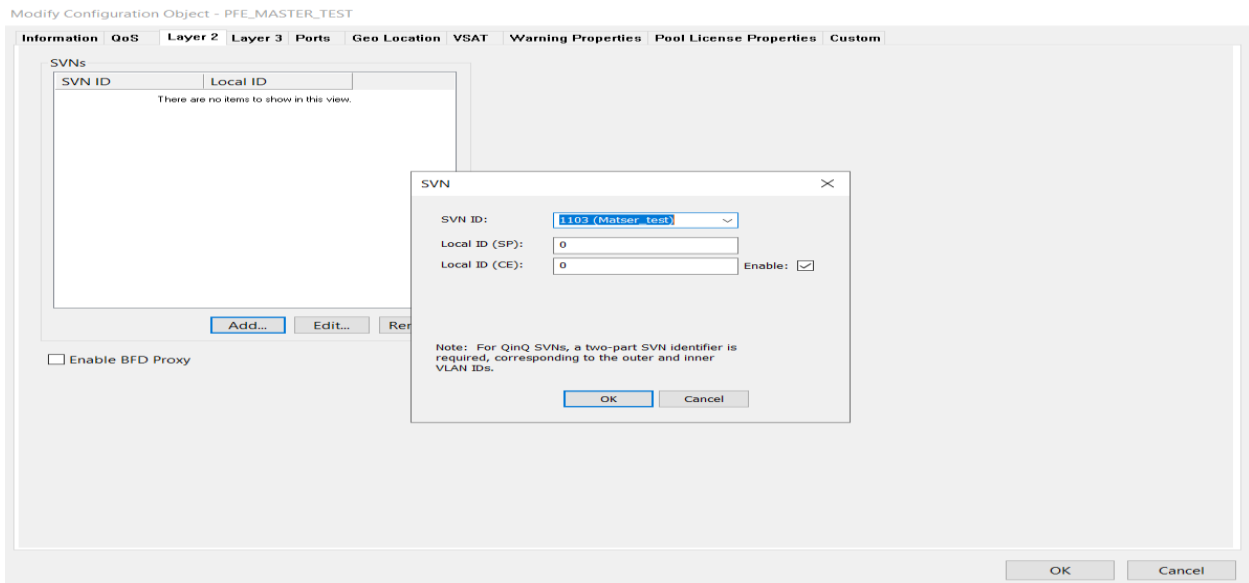 Modify Configuration Object - PFE_MASTER_TEST
Information QoS Layer 2 Layer 3 Ports Geo Location VSAT Warning Properties Pool License Properties Custom
SVNs
SVN ID Local ID
There are no items to show in this view.
SVN
SVN ID: 1103 (Matser_test)
Local ID (SP): 0
Local ID (CE): 0 Enable:
Add... Edit... Rer
Enable BFD Proxy
Note: For QinQ SVNs, a two-part SVN identifier is
required, corresponding to the outer and inner
VLAN IDs.
OK Cancel
OK Cancel